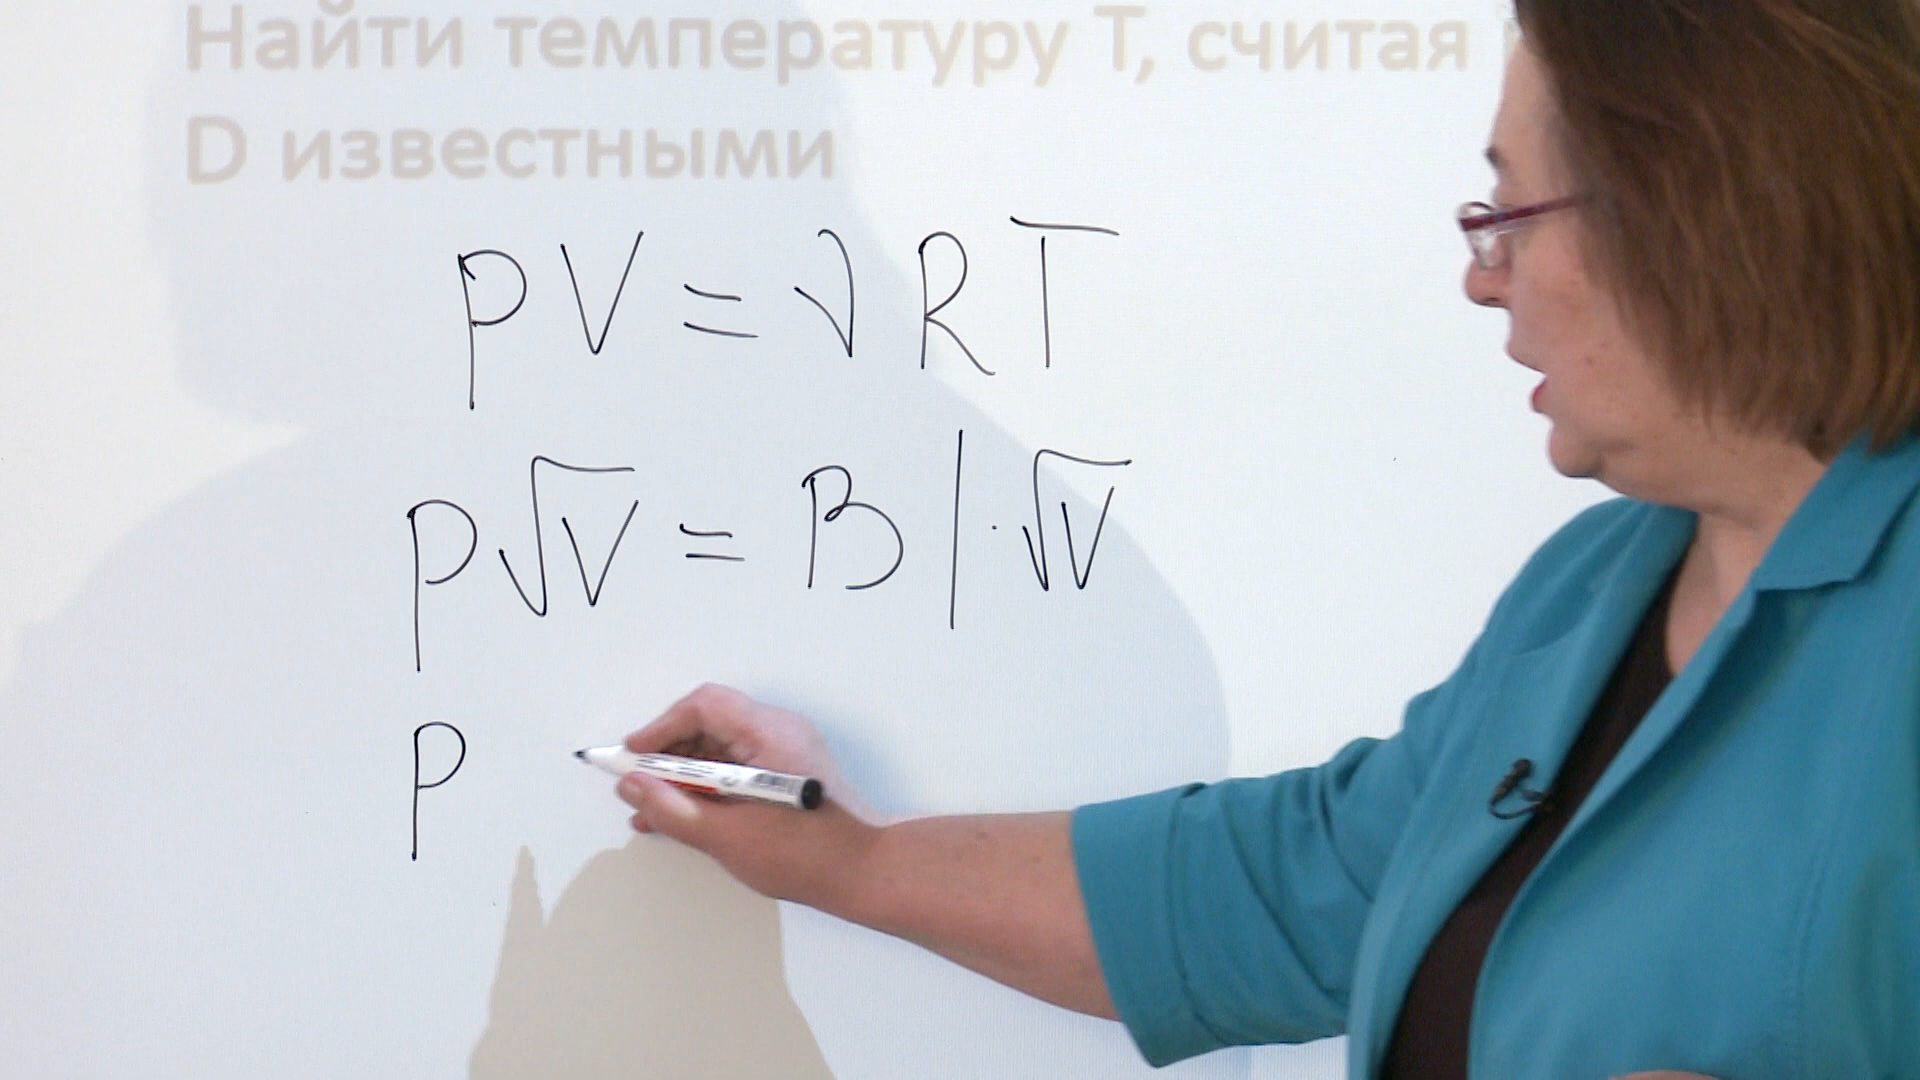 Найти температуру T, считая
D известными
pV = νRT
p√V = B | · √V
p